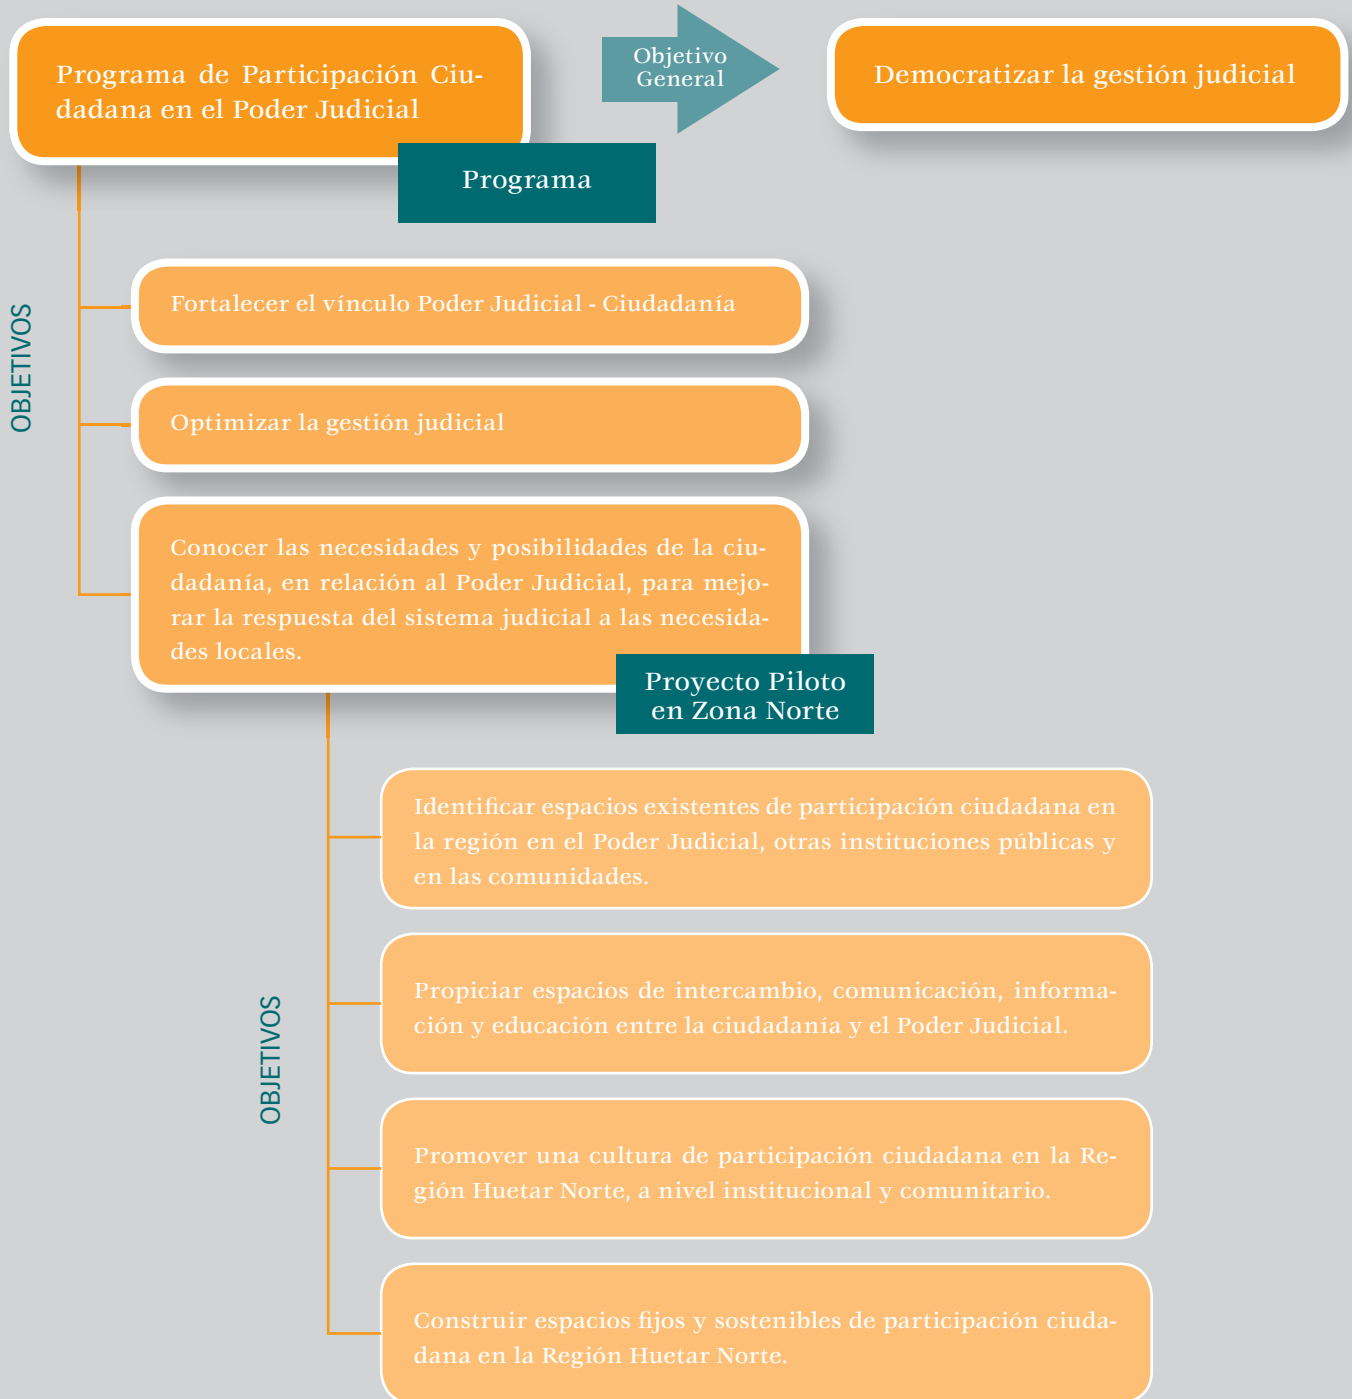 Programa de Participación Ciu-
dadana en el Poder Judicial
Objetivo
General
Democratizar la gestión judicial
Programa
OBJETIVOS
Fortalecer el vínculo Poder Judicial - Ciudadanía
Optimizar la gestión judicial
Conocer las necesidades y posibilidades de la ciu-
dadanía, en relación al Poder Judicial, para mejo-
rar la respuesta del sistema judicial a las necesida-
des locales.
Proyecto Piloto
en Zona Norte
OBJETIVOS
Identificar espacios existentes de participación ciudadana en
la región en el Poder Judicial, otras instituciones públicas y
en las comunidades.
Propiciar espacios de intercambio, comunicación, informa-
ción y educación entre la ciudadanía y el Poder Judicial.
Promover una cultura de participación ciudadana en la Re-
gión Huetar Norte, a nivel institucional y comunitario.
Construir espacios fijos y sostenibles de participación ciuda-
dana en la Región Huetar Norte.